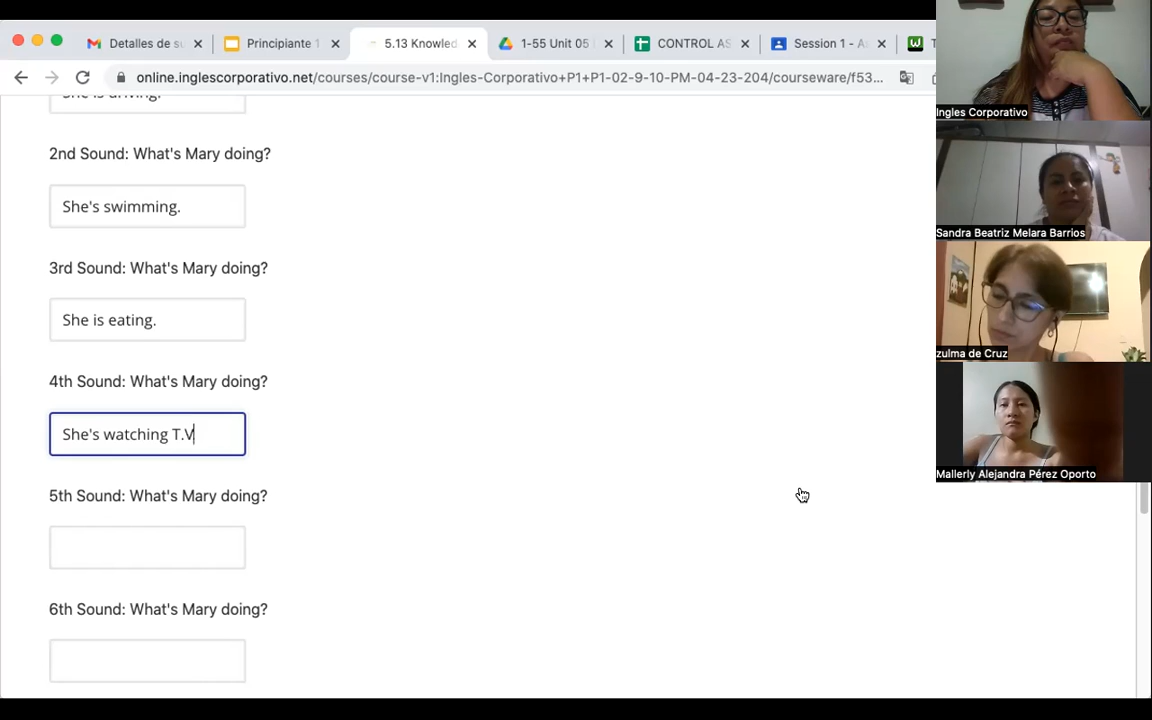 Detalles de su
Principiante 1
5.13 Knowled
1-55 Unit 05
CONTROL AS
Session 1 - A
online.inglescorporativo.net/courses/course-v1:Ingles-Corporativo+P1+P1-02-9-10-PM-04-23-204/courseware/f53...
She is driving.
2nd Sound: What's Mary doing?
She's swimming.
3rd Sound: What's Mary doing?
She is eating.
4th Sound: What's Mary doing?
She's watching T.V
5th Sound: What's Mary doing?
6th Sound: What's Mary doing?
Ingles Corporativo
Sandra Beatriz Melara Barrios
zulma de Cruz
Mallerly Alejandra Pérez Oporto